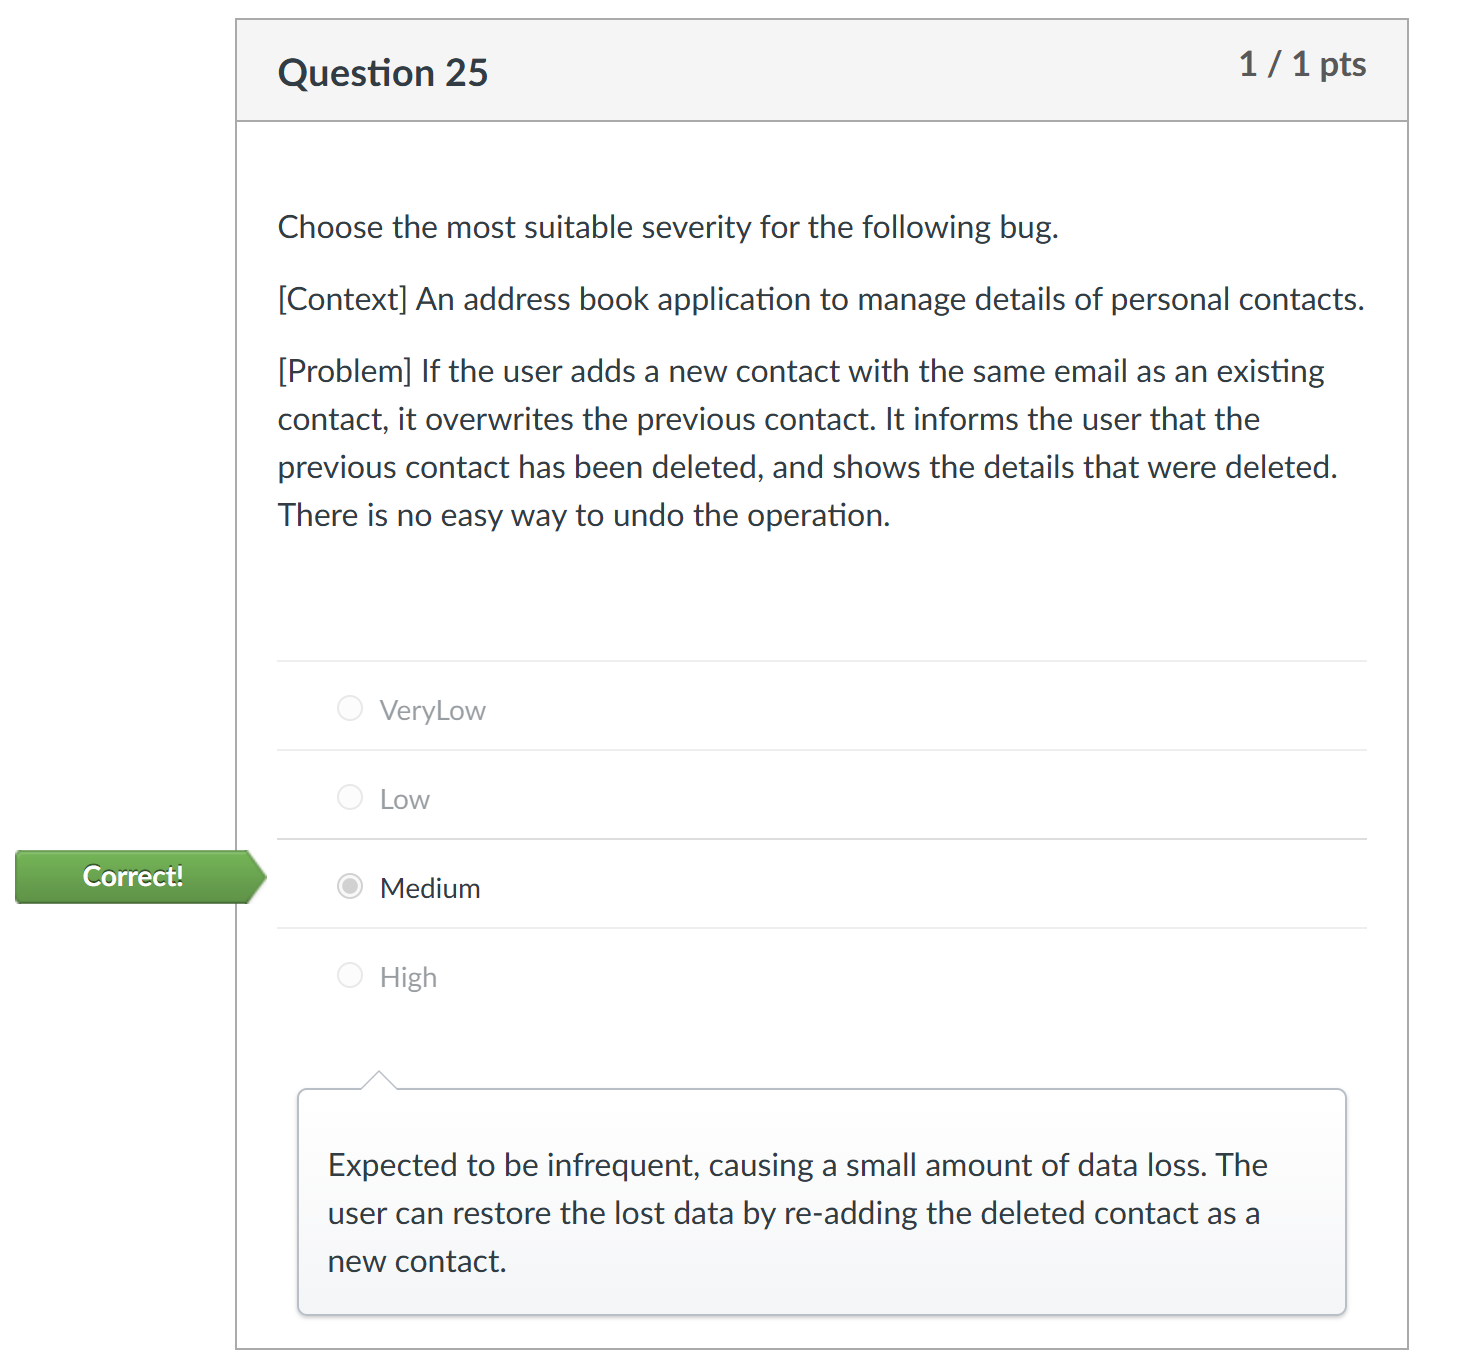 Question 25
1 / 1 pts
Choose the most suitable severity for the following bug.
[Context] An address book application to manage details of personal contacts.
[Problem] If the user adds a new contact with the same email as an existing
contact, it overwrites the previous contact. It informs the user that the
previous contact has been deleted, and shows the details that were deleted.
There is no easy way to undo the operation.
VeryLow
Low
Correct!
Medium
High
Expected to be infrequent, causing a small amount of data loss. The
user can restore the lost data by re-adding the deleted contact as a
new contact.